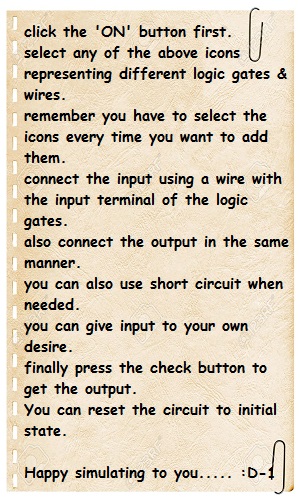 click the 'ON' button first.
select any of the above icons
representing different logic gates &
wires.
remember you have to select the
icons every time you want to add
them.
connect the input using a wire with
the input terminal of the logic
gates.
also connect the output in the same
manner.
you can also use short circuit when
needed.
you can give input to your own
desire.
finally press the check button to
get the output.
You can reset the circuit to initial
state.
Happy simulating to you..... :D-1